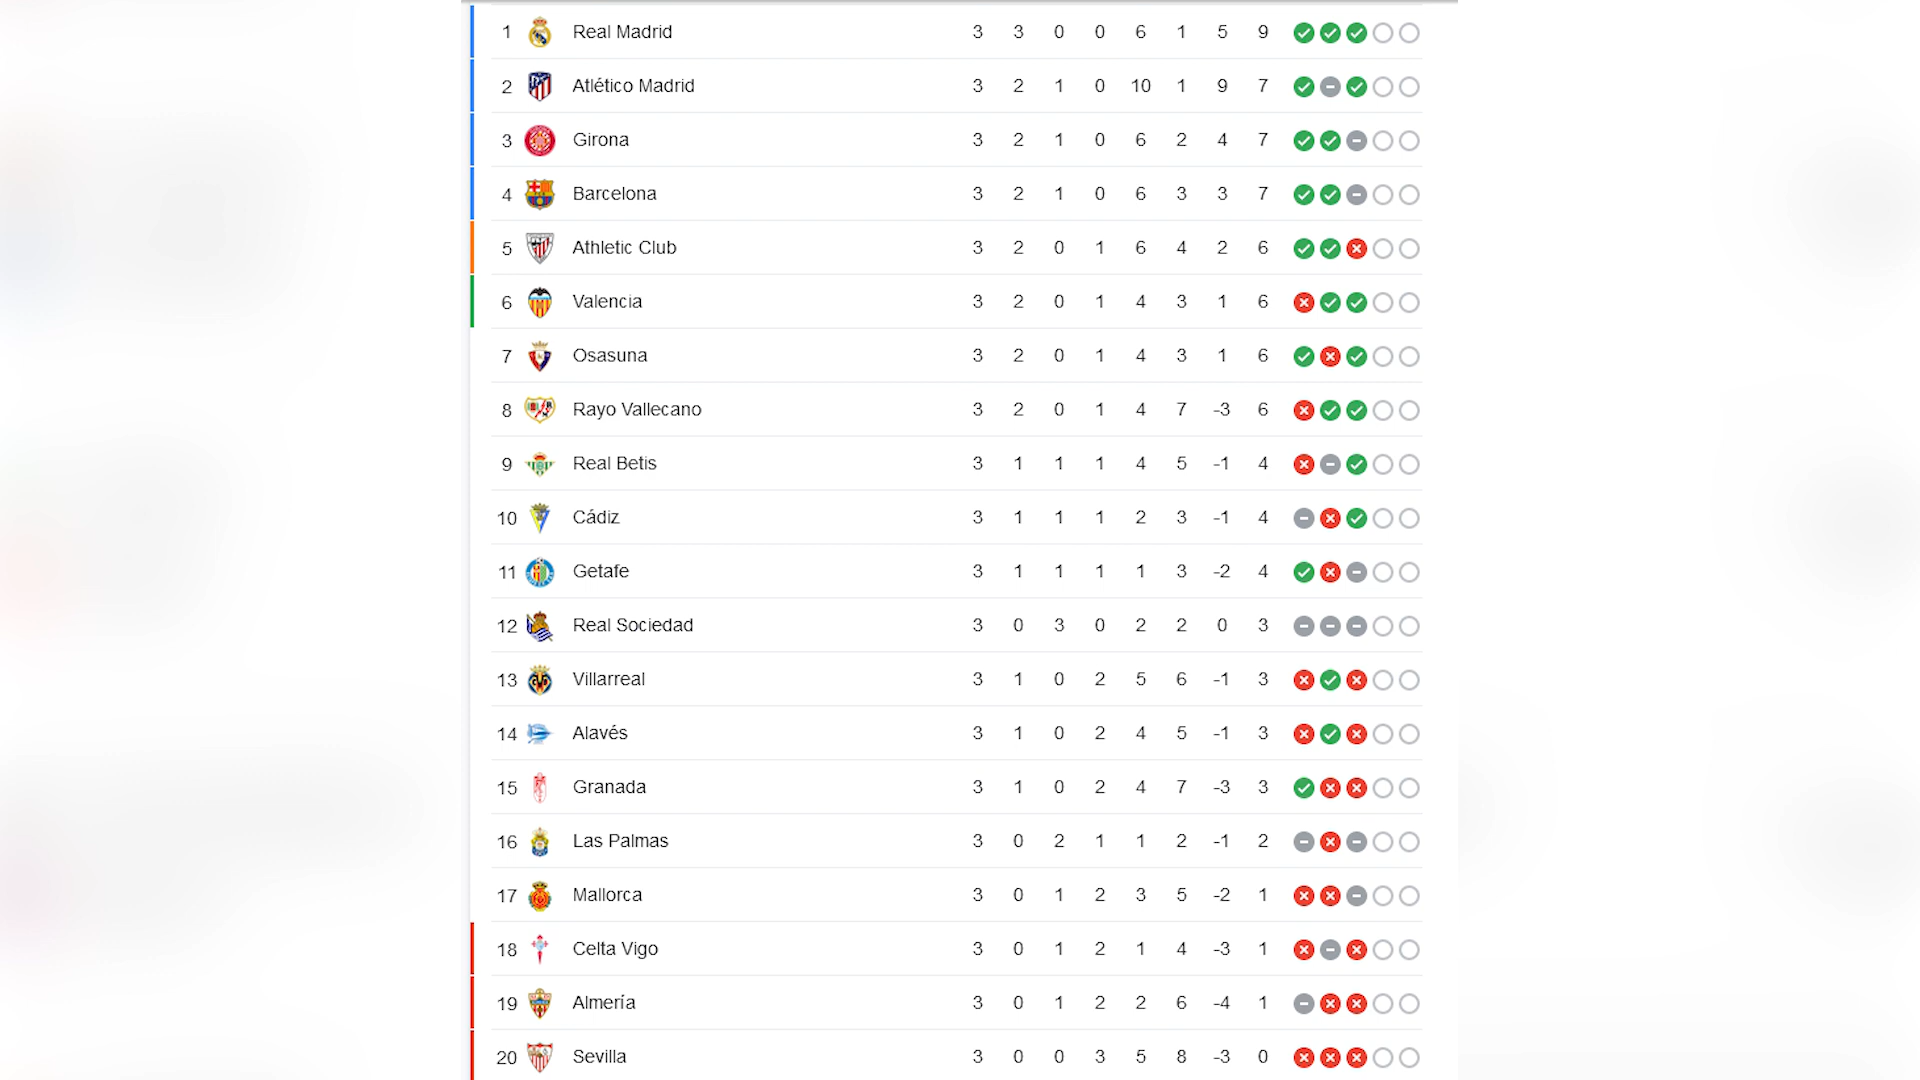 1 Real Madrid 3 3 0 0 6 1 5 9
2 Atlético Madrid 3 2 1 0 10 1 9 7
3 Girona 3 2 1 0 6 2 4 7
4 Barcelona 3 2 1 0 6 3 3 7
5 Athletic Club 3 2 0 1 6 4 2 6
6 Valencia 3 2 0 1 4 3 1 6
7 Osasuna 3 2 0 1 4 3 1 6
8 Rayo Vallecano 3 2 0 1 4 7 -3 6
9 Real Betis 3 1 1 1 4 5 -1 4
10 Cádiz 3 1 1 1 2 3 -1 4
11 Getafe 3 1 1 1 1 3 -2 4
12 Real Sociedad 3 0 3 0 2 2 0 3
13 Villarreal 3 1 0 2 5 6 -1 3
14 Alavés 3 1 0 2 4 5 -1 3
15 Granada 3 1 0 2 4 7 -3 3
16 Las Palmas 3 0 2 1 1 2 -1 2
17 Mallorca 3 0 1 2 3 5 -2 1
18 Celta Vigo 3 0 1 2 1 4 -3 1
19 Almería 3 0 1 2 2 6 -4 1
20 Sevilla 3 0 0 3 5 8 -3 0